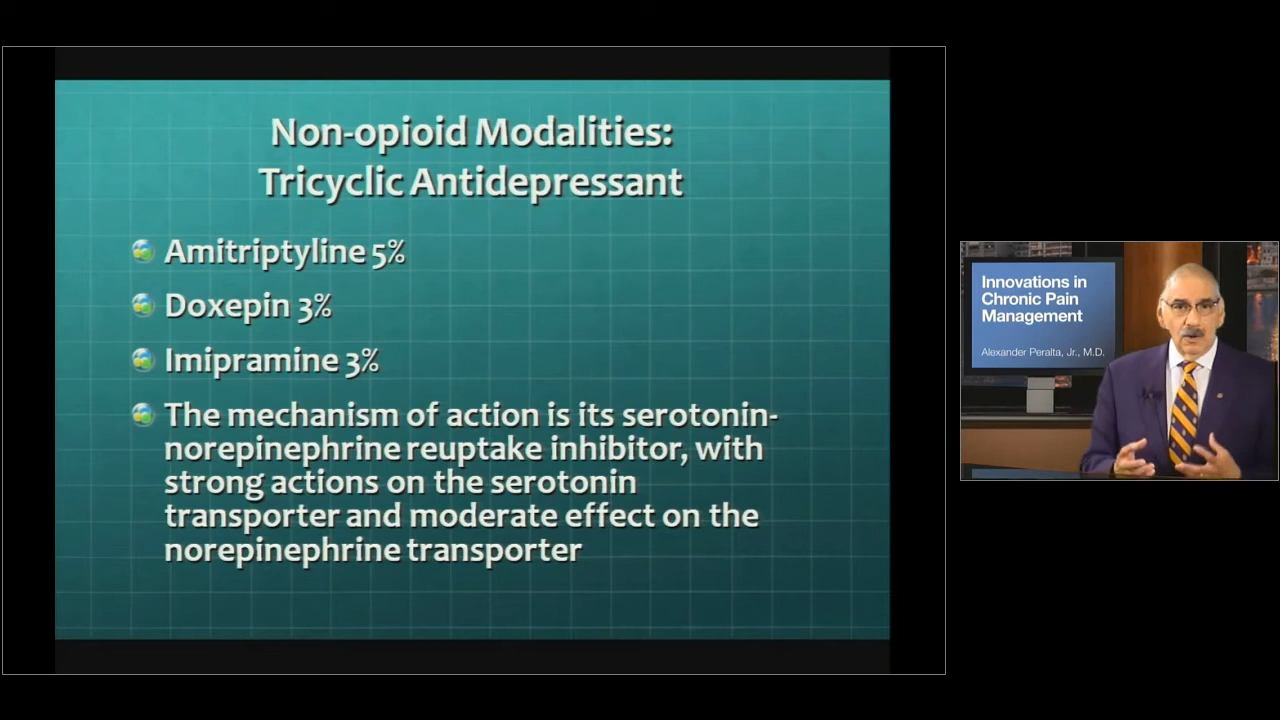 Non-opioid Modalities:
Tricyclic Antidepressant
Amitriptyline 5%
Doxepin 3%
Imipramine 3%
The mechanism of action is its serotonin-
norepinephrine reuptake inhibitor, with
strong actions on the serotonin
transporter and moderate effect on the
norepinephrine transporter
Innovations in
Chronic Pain
Management
Alexander Peralta, Jr., M.D.